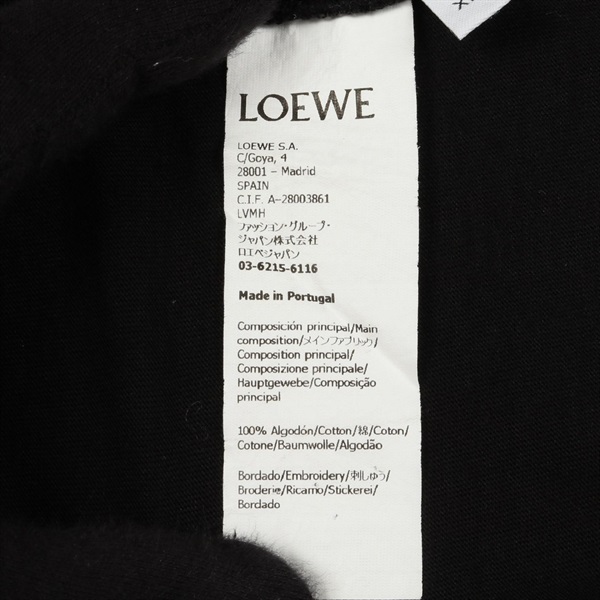 LOEWE
LOEWE S.A.
C/Goya, 4
28001 – Madrid
SPAIN
C.I.F. A-28003861
LVMH
ファッション・グループ・
ジャパン株式会社
ロエベジャパン
03-6215-6116
Made in Portugal
Composición principal/Main
composition/メインファブリック/
Composition principal/
Composizione principale/
Hauptgewebe/Composição
principal
100% Algodón/Cotton/綿/Coton/
Cotone/Baumwolle/Algodão
Bordado/Embroidery/刺しゅう/
Broderie/Ricamo/Stickerei/
Bordado